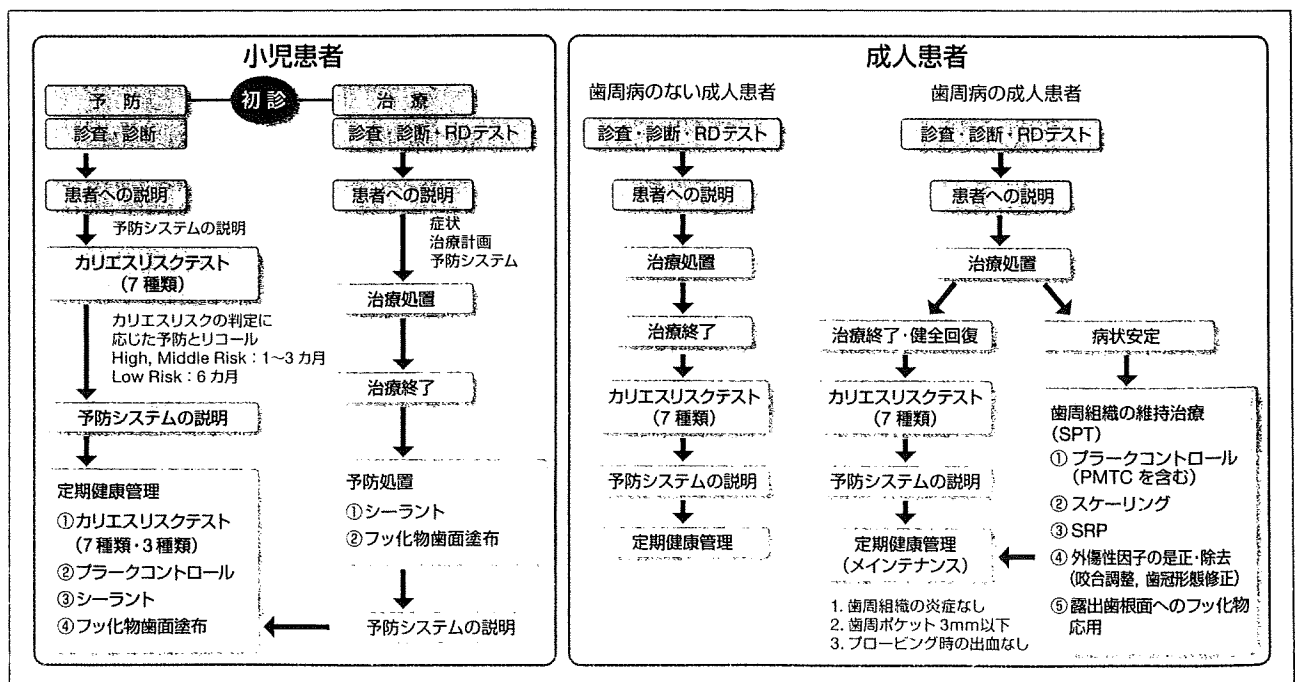 小児患者
初診
予防
診査・診断
患者への説明
予防システムの説明
カリエスリスクテスト
(7種類)
カリエスリスクの判定に
応じた予防とリコール
High, Middle Risk：1〜3カ月
Low Risk：6カ月
予防システムの説明
定期健康管理
①カリエスリスクテスト
(7種類・3種類)
②プラークコントロール
③シーラント
④フッ化物歯面塗布
治療
診査・診断・RDテスト
患者への説明
症状
治療計画
予防システム
治療処置
治療終了
予防処置
①シーラント
②フッ化物歯面塗布
予防システムの説明
成人患者
歯周病のない成人患者
診査・診断・RDテスト
患者への説明
治療処置
治療終了
カリエスリスクテスト
(7種類)
予防システムの説明
定期健康管理
歯周病の成人患者
診査・診断・RDテスト
患者への説明
治療処置
治療終了・健全回復
カリエスリスクテスト
(7種類)
予防システムの説明
定期健康管理
(メインテナンス)
1. 歯周組織の炎症なし
2. 歯周ポケット3mm以下
3. プロービング時の出血なし
病状安定
歯周組織の維持治療
(SPT)
① プラークコントロール
(PMTCを含む)
② スケーリング
③ SRP
④ 外傷性因子の是正・除去
(咬合調整, 歯冠形態修正)
⑤ 露出歯根面へのフッ化物
応用